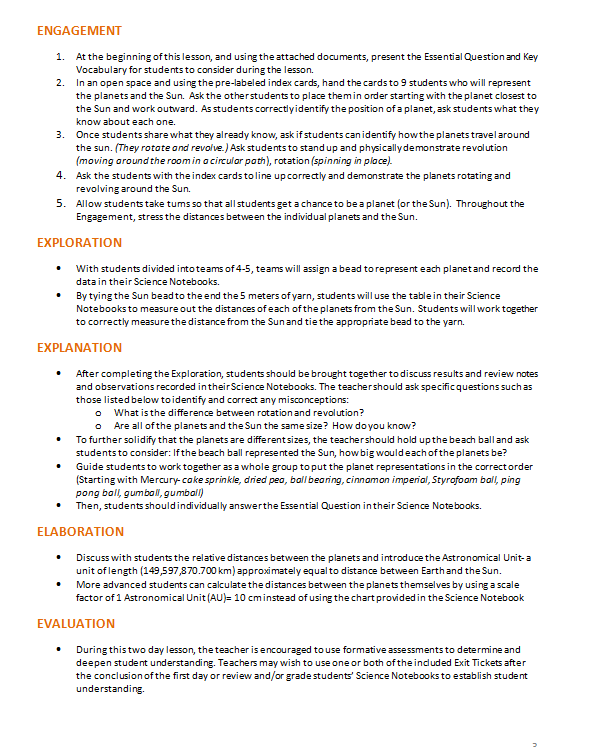 ENGAGEMENT
1. At the beginning of this lesson, and using the attached documents, present the Essential Question and Key
Vocabulary for students to consider during the lesson.
2. In an open space and using the pre-labeled index cards, hand the cards to 9 students who will represent
the planets and the Sun. Ask the other students to place them in order starting with the planet closest to
the Sun and work outward. As students correctly identify the position of a planet, ask students what they
know about each one.
3. Once students share what they already know, ask if students can identify how the planets travel around
the sun. (They rotate and revolve.) Ask students to stand up and physically demonstrate revolution
(moving around the room in a circular path), rotation (spinning in place).
4. Ask the students with the index cards to line up correctly and demonstrate the planets rotating and
revolving around the Sun.
5. Allow students take turns so that all students get a chance to be a planet (or the Sun). Throughout the
Engagement, stress the distances between the individual planets and the Sun.
EXPLORATION
• With students divided into teams of 4-5, teams will assign a bead to represent each planet and record the
data in their Science Notebooks.
• By tying the Sun bead to the end the 5 meters of yarn, students will use the table in their Science
Notebooks to measure out the distances of each of the planets from the Sun. Students will work together
to correctly measure the distance from the Sun and tie the appropriate bead to the yarn.
EXPLANATION
• After completing the Exploration, students should be brought together to discuss results and review notes
and observations recorded in their Science Notebooks. The teacher should ask specific questions such as
those listed below to identify and correct any misconceptions:
o What is the difference between rotation and revolution?
o Are all of the planets and the Sun the same size? How do you know?
• To further solidify that the planets are different sizes, the teacher should hold up the beach ball and ask
students to consider: If the beach ball represented the Sun, how big would each of the planets be?
• Guide students to work together as a whole group to put the planet representations in the correct order
(Starting with Mercury- cake sprinkle, dried pea, ball bearing, cinnamon imperial, Styrofoam ball, ping
pong ball, gumball, gumball)
• Then, students should individually answer the Essential Question in their Science Notebooks.
ELABORATION
• Discuss with students the relative distances between the planets and introduce the Astronomical Unit- a
unit of length (149,597,870.700 km) approximately equal to distance between Earth and the Sun.
• More advanced students can calculate the distances between the planets themselves by using a scale
factor of 1 Astronomical Unit (AU)= 10 cm instead of using the chart provided in the Science Notebook
EVALUATION
• During this two day lesson, the teacher is encouraged to use formative assessments to determine and
deepen student understanding. Teachers may wish to use one or both of the included Exit Tickets after
the conclusion of the first day or review and/or grade students' Science Notebooks to establish student
understanding.